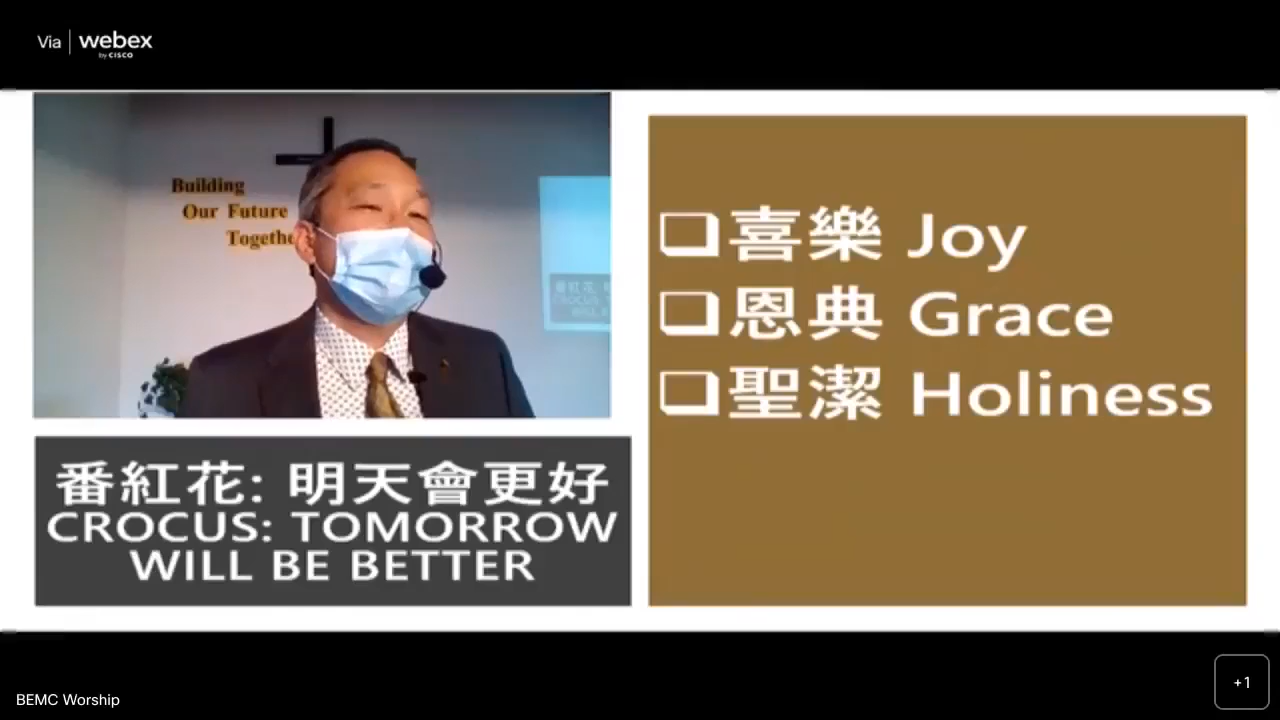 Via webex
by CISCO
Building
Our Future
Togethe
番紅花: 明天會更好
CROCUS: TOMORROW
WILL BE BETTER
❑喜樂 Joy
❑恩典 Grace
❑聖潔 Holiness
BEMC Worship
+1